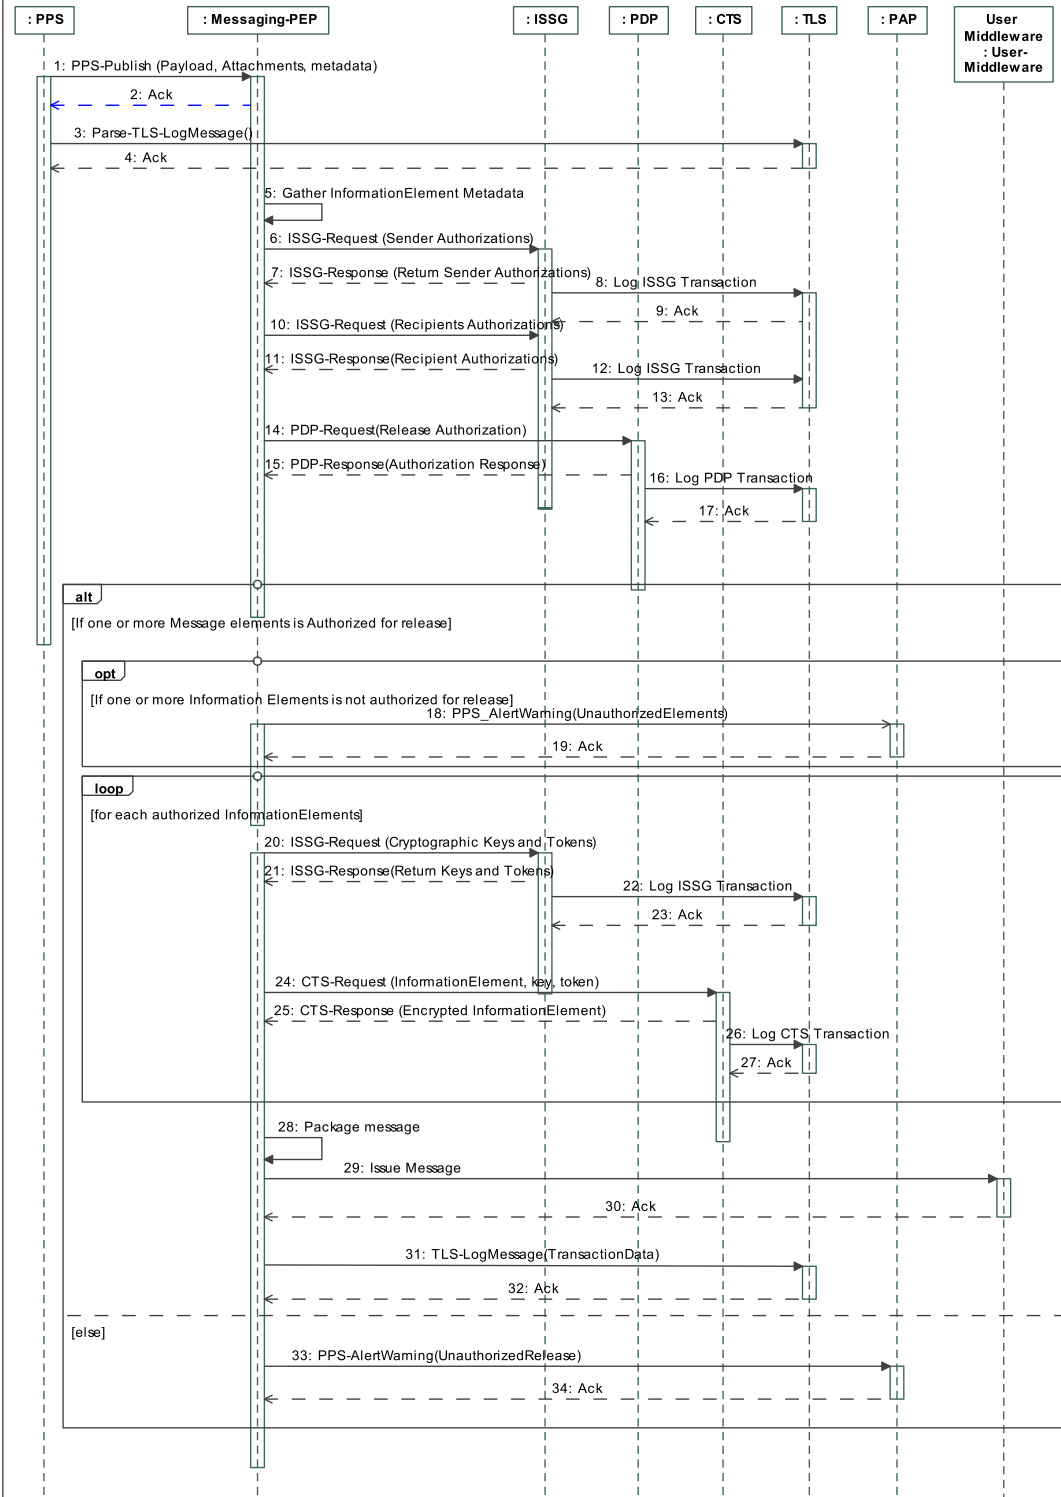 : PPS
: Messaging-PEP
: ISSG
: PDP
: CTS
: TLS
: PAP
User
Middleware
: User-
Middleware
1: PPS-Publish (Payload, Attachments, metadata)
2: Ack
3: Parse-TLS-LogMessage()
4: Ack
5: Gather InformationElement Metadata
6: ISSG-Request (Sender Authorizations)
7: ISSG-Response (Return Sender Authorizations)
8: Log ISSG Transaction
9: Ack
10: ISSG-Request (Recipients Authorizations)
11: ISSG-Response(Recipient Authorizations)
12: Log ISSG Transaction
13: Ack
14: PDP-Request(Release Authorization)
15: PDP-Response(Authorization Response)
16: Log PDP Transaction
17: Ack
alt
[If one or more Message elements is Authorized for release]
opt
[If one or more Information Elements is not authorized for release]
18: PPS_AlertWarning(UnauthorizedElements)
19: Ack
loop
[for each authorized InformationElements]
20: ISSG-Request (Cryptographic Keys and Tokens)
21: ISSG-Response(Return Keys and Tokens)
22: Log ISSG Transaction
23: Ack
24: CTS-Request (InformationElement, key, token)
25: CTS-Response (Encrypted InformationElement)
26: Log CTS Transaction
27: Ack
28: Package message
29: Issue Message
30: Ack
31: TLS-LogMessage(TransactionData)
32: Ack
[else]
33: PPS-AlertWarning(UnauthorizedRelease)
34: Ack